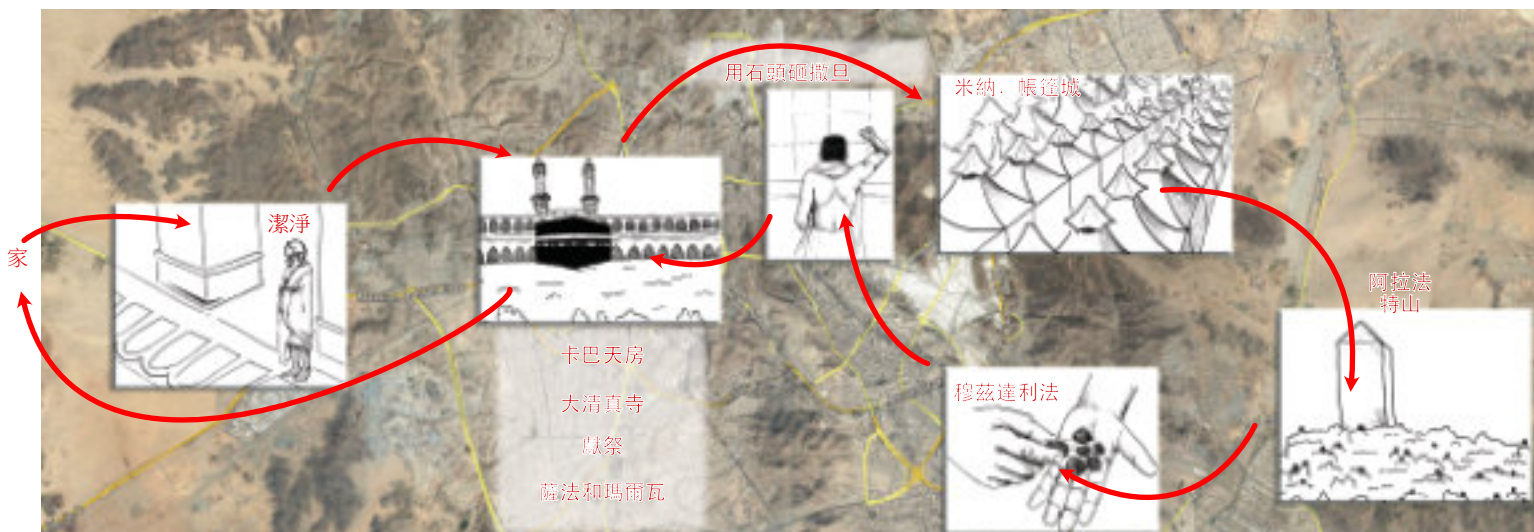 家
潔淨
卡巴天房
大清真寺
獻祭
薩法和瑪爾瓦
用石頭砸撒旦
米納．帳篷城
阿拉法
特山
穆茲達利法